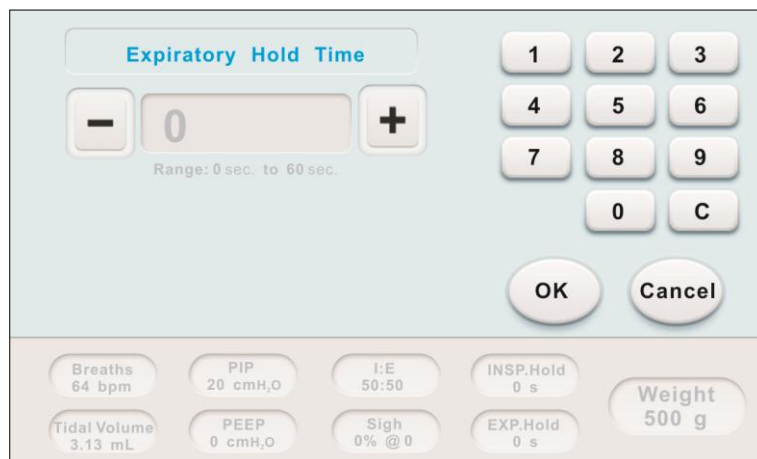 Expiratory Hold Time
1 2 3
− 0 +
4 5 6
Range: 0 sec. to 60 sec.
7 8 9
0 C
OK Cancel
Breaths
64 bpm
PIP
20 cmH₂O
I:E
50:50
INSP.Hold
0 s
Weight
500 g
Tidal Volume
3.13 mL
PEEP
0 cmH₂O
Sigh
0% @ 0
EXP.Hold
0 s